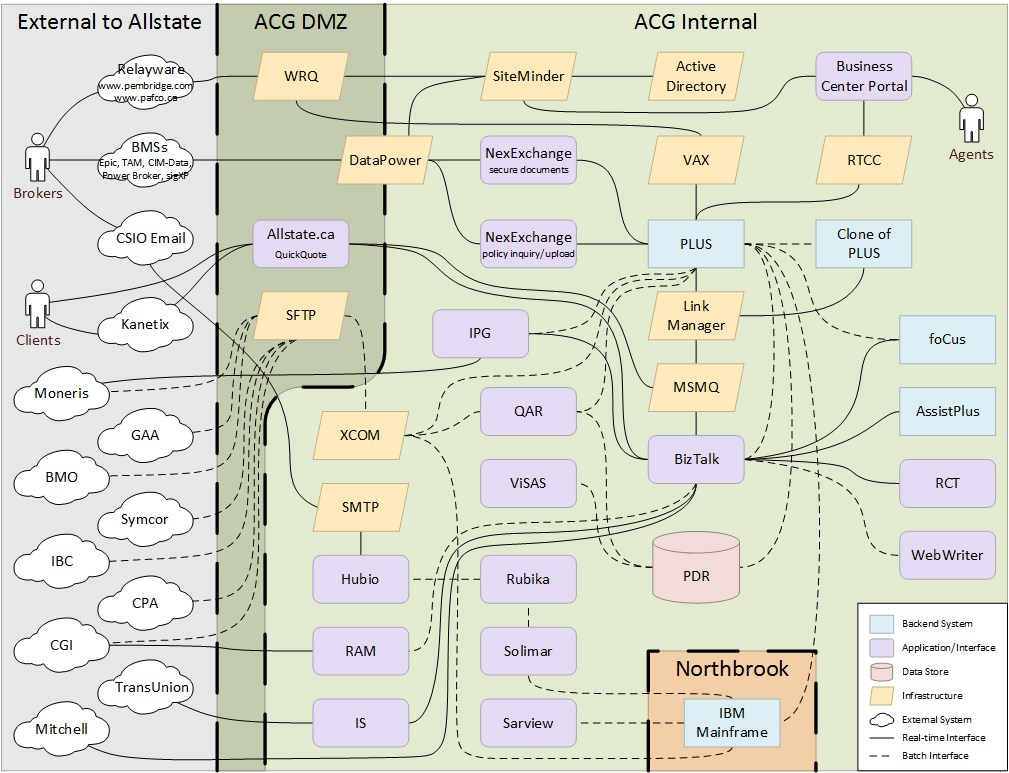 External to Allstate
ACG DMZ
ACG Internal
Relayware
www.pembridge.com
www.pafco.ca
WRQ
SiteMinder
Active
Directory
Business
Center Portal
Brokers
BMSs
Epic, TAM, CIM-Data,
Power Broker, sigXP
DataPower
NexExchange
secure documents
VAX
RTCC
Agents
CSIO Email
Allstate.ca
QuickQuote
NexExchange
policy inquiry/upload
PLUS
Clone of
PLUS
Clients
Kanetix
SFTP
IPG
Link
Manager
foCus
Moneris
MSMQ
GAA
XCOM
QAR
AssistPlus
BMO
ViSAS
BizTalk
RCT
Symcor
SMTP
IBC
Hubio
Rubika
PDR
WebWriter
CPA
CGI
RAM
Solimar
TransUnion
IS
Sarview
Mitchell
Northbrook
IBM
Mainframe
Backend System
Application/Interface
Data Store
Infrastructure
External System
Real-time Interface
Batch Interface